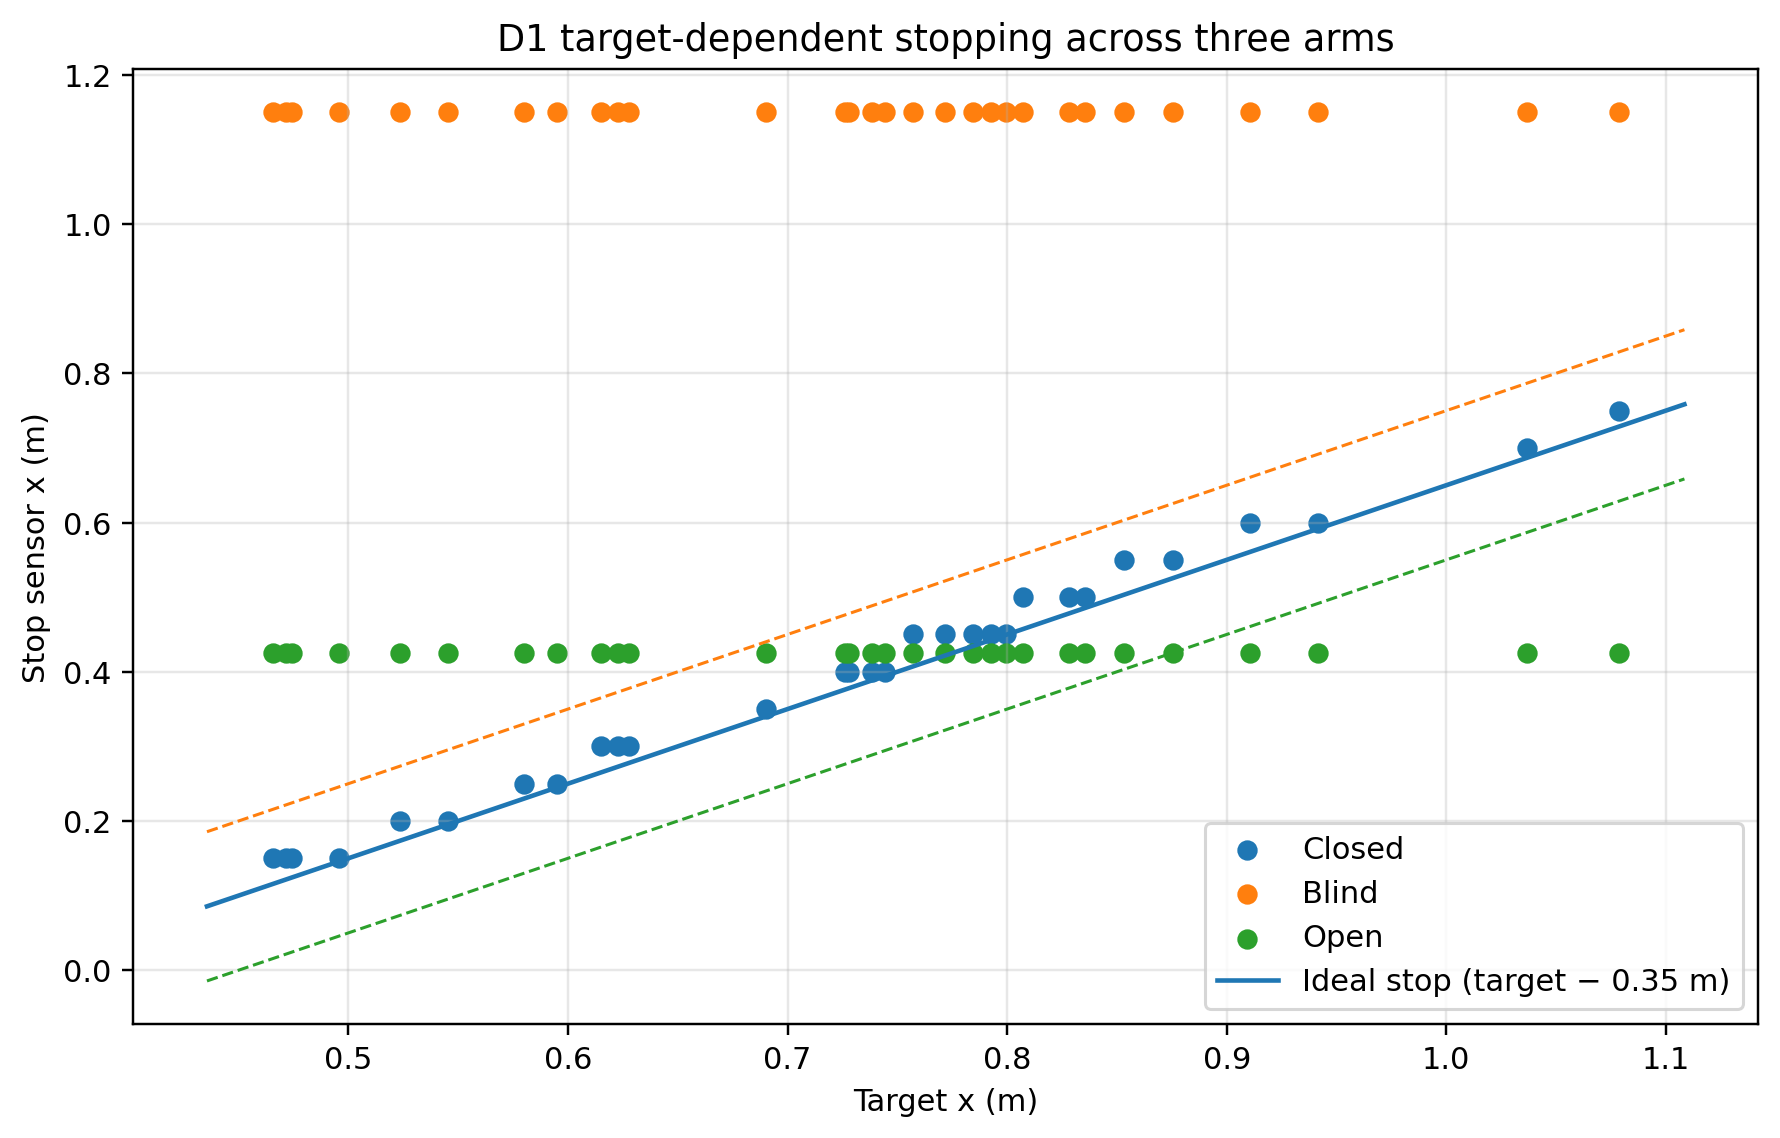 D1 target-dependent stopping across three arms
1.2
1.0
0.8
0.6
0.4
0.2
0.0
Stop sensor x (m)
Closed
Blind
Open
Ideal stop (target − 0.35 m)
0.5 0.6 0.7 0.8 0.9 1.0 1.1
Target x (m)